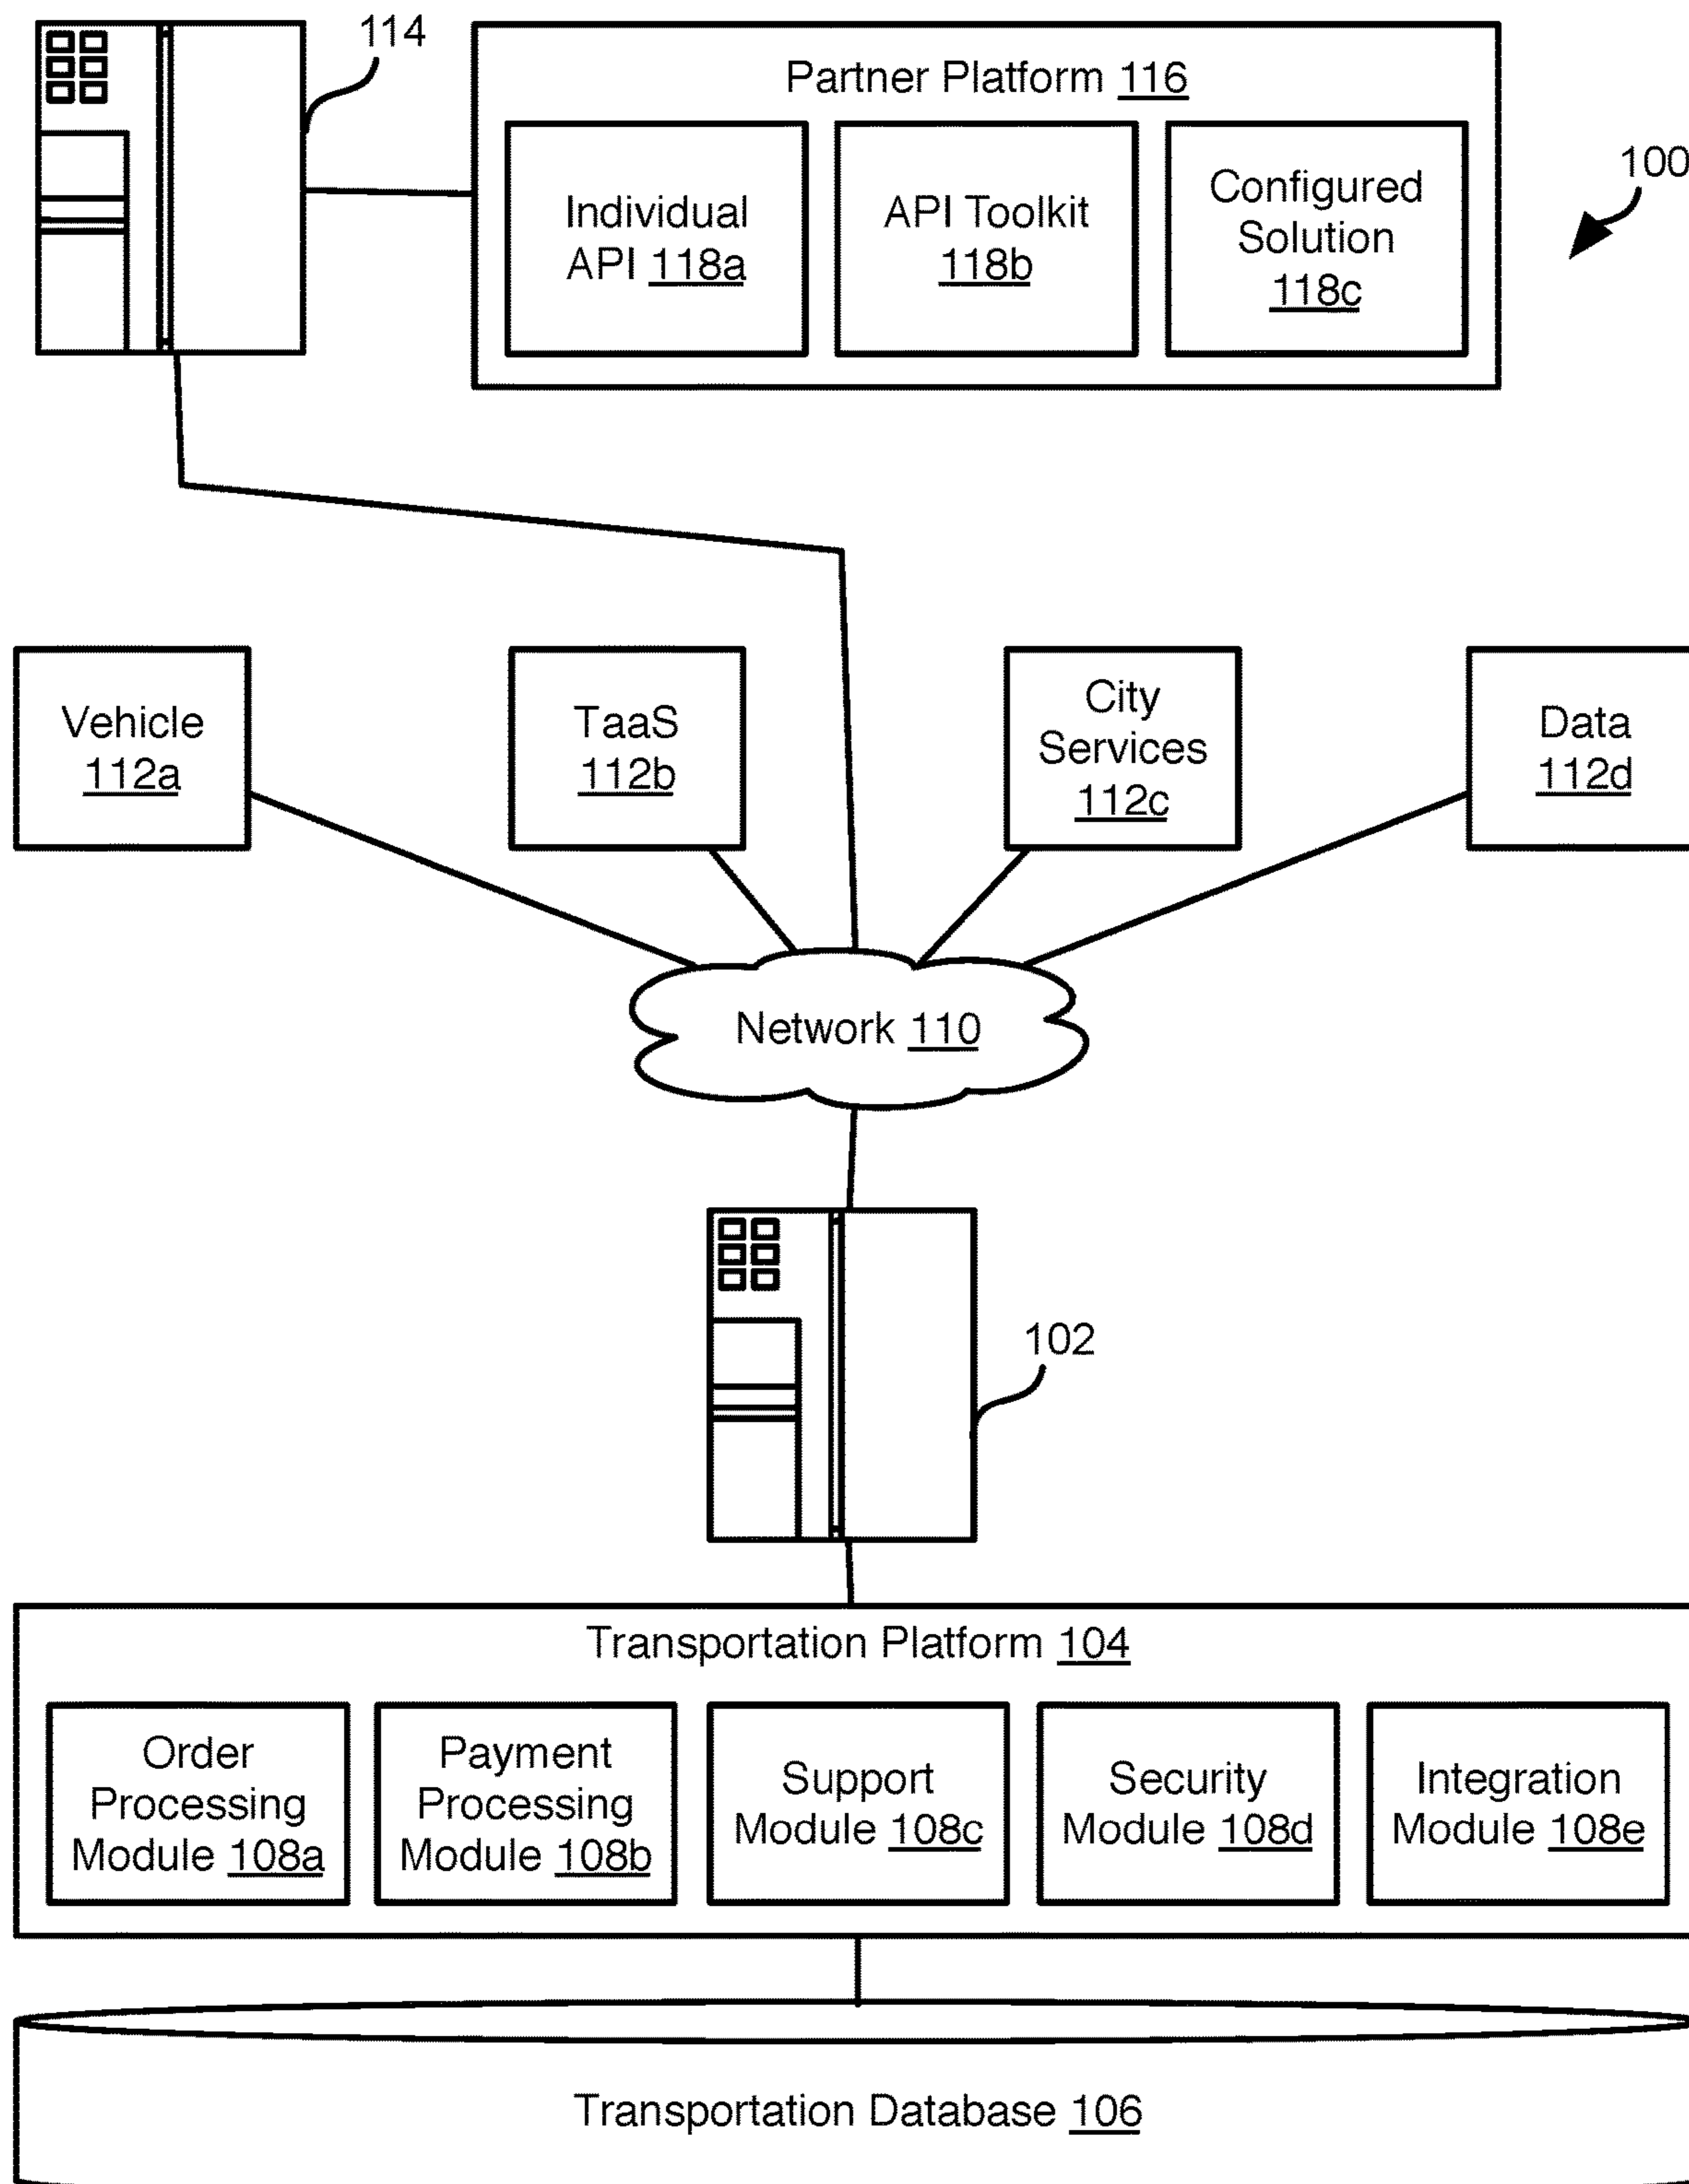 114
Partner Platform 116
100
Individual
API 118a
API Toolkit
118b
Configured
Solution
118c
Vehicle
112a
TaaS
112b
City
Services
112c
Data
112d
Network 110
102
Transportation Platform 104
Order
Processing
Module 108a
Payment
Processing
Module 108b
Support
Module 108c
Security
Module 108d
Integration
Module 108e
Transportation Database 106